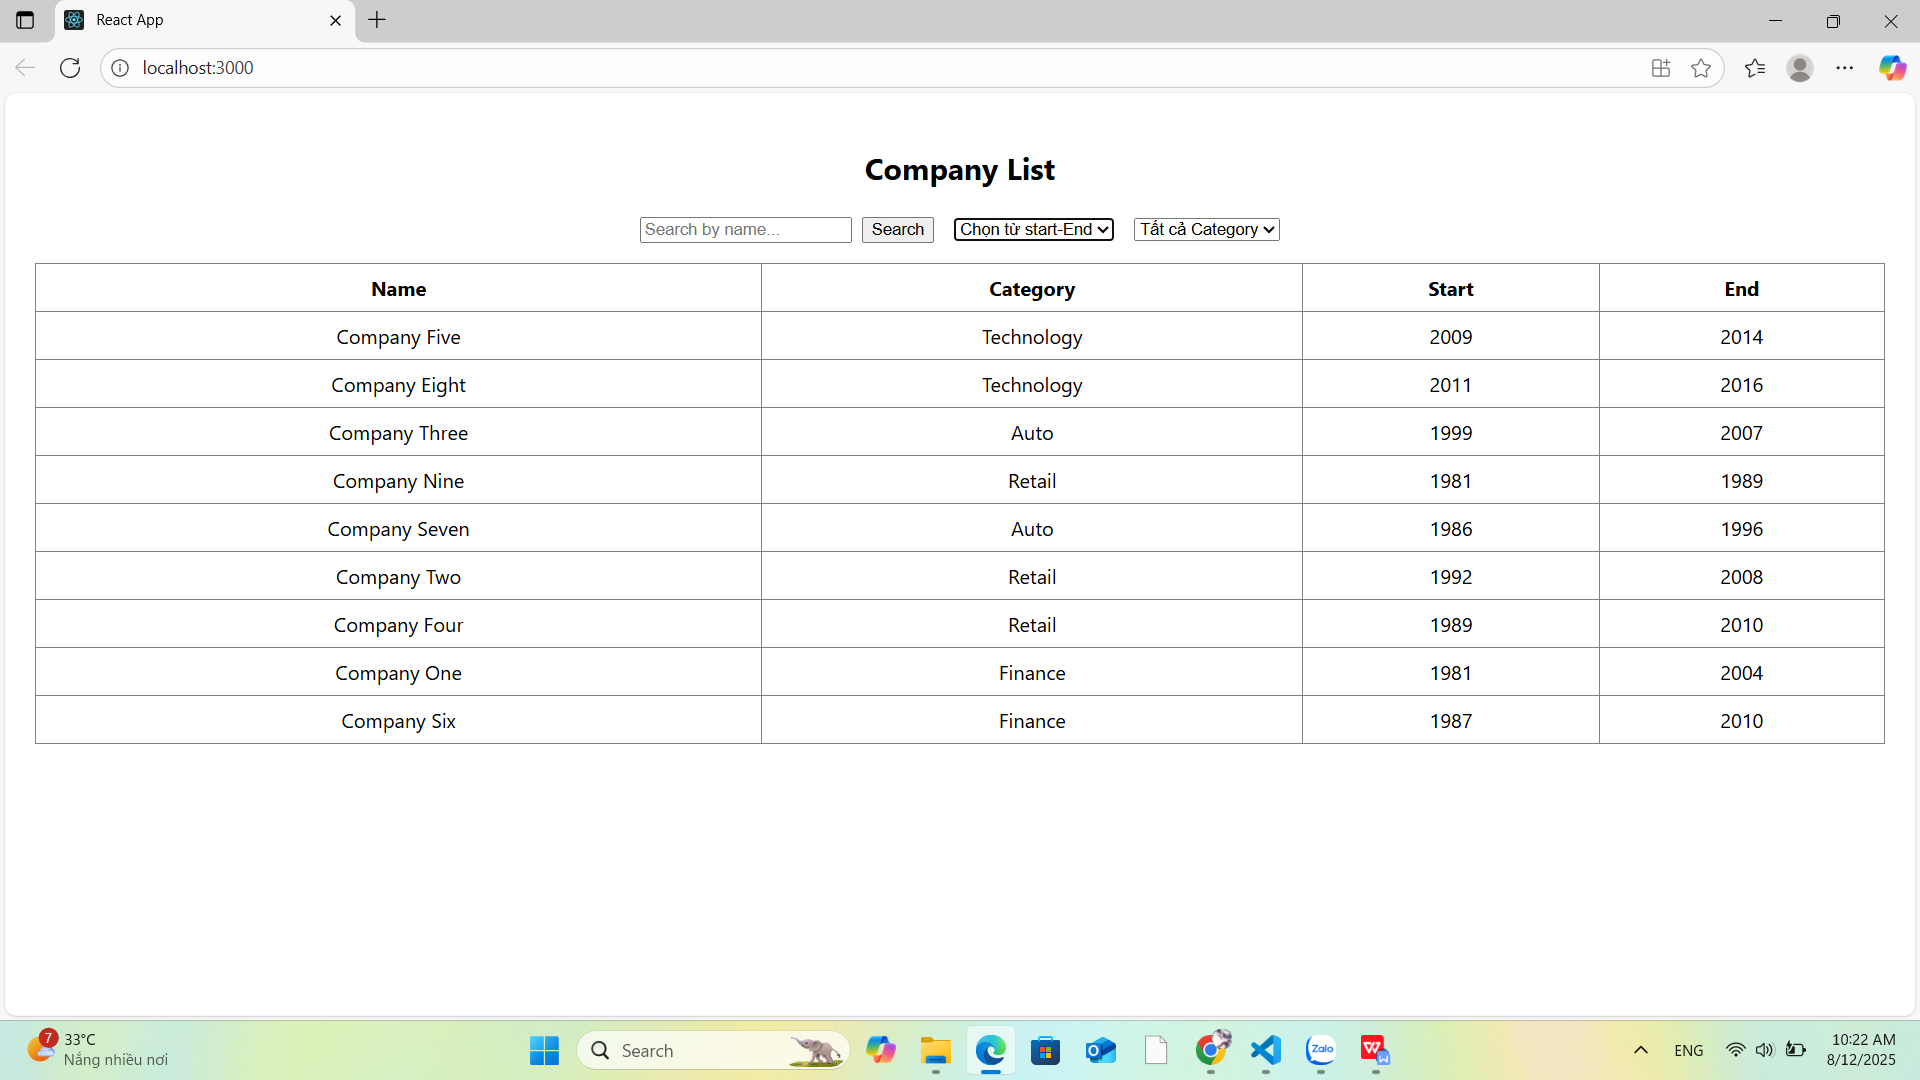 React App
localhost:3000
Company List
Search by name... Search Chọn từ start-End Tất cả Category
Name Category Start End
Company Five Technology 2009 2014
Company Eight Technology 2011 2016
Company Three Auto 1999 2007
Company Nine Retail 1981 1989
Company Seven Auto 1986 1996
Company Two Retail 1992 2008
Company Four Retail 1989 2010
Company One Finance 1981 2004
Company Six Finance 1987 2010
7 33°C
Nắng nhiều nơi
Search
Zalo
ENG
10:22 AM
8/12/2025